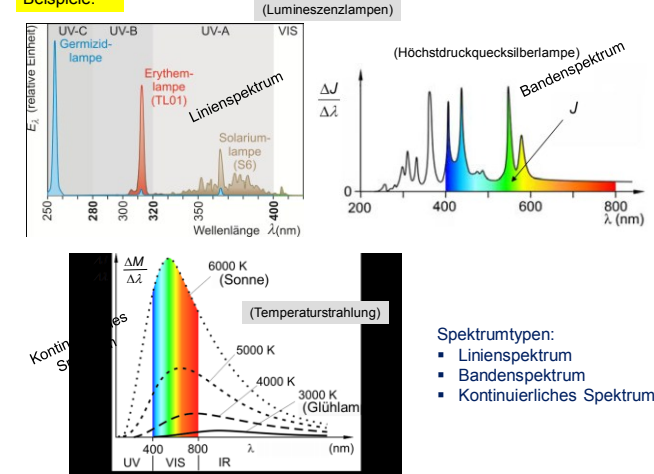 Beispiele:
(Lumineszenzlampen)
UV-C UV-B UV-A VIS
Germizid-
lampe
Erythem-
lampe
(TL01)
Linienspektrum
Solarium-
lampe
(S6)
Eλ (relative Einheit)
250 280 300 320 350 400
Wellenlänge λ(nm)
(Höchstdruckquecksilberlampe)
Bandenspektrum
ΔJ
Δλ
J
0
200 400 600 800
λ (nm)
ΔM
Δλ
6000 K
(Sonne)
(Temperaturstrahlung)
5000 K
4000 K
3000 K
(Glühlam
400 800 λ (nm)
UV VIS IR
Spektrumtypen:
▪ Linienspektrum
▪ Bandenspektrum
▪ Kontinuierliches Spektrum